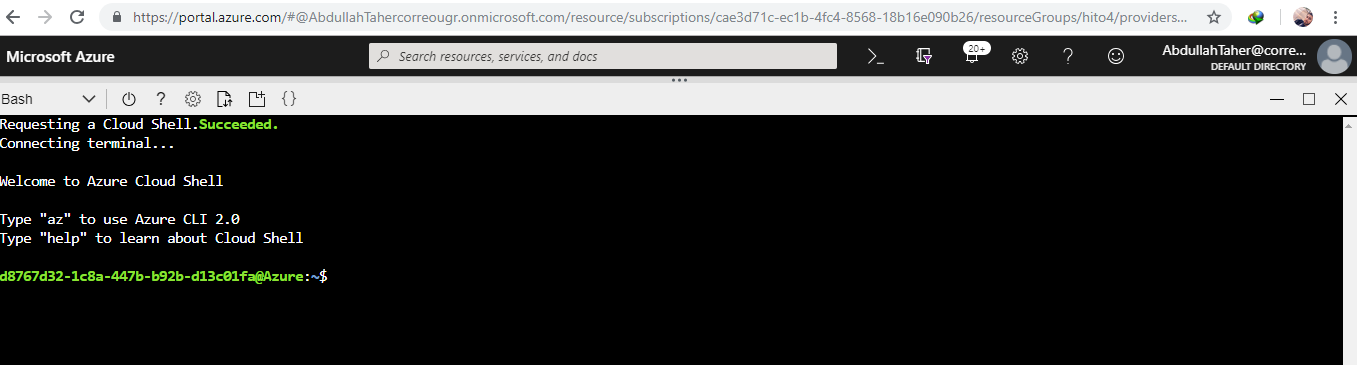 https://portal.azure.com/#@AbdullahTahercorreougr.onmicrosoft.com/resource/subscriptions/cae3d71c-ec1b-4fc4-8568-18b16e090b26/resourceGroups/hito4/providers...
Microsoft Azure
Search resources, services, and docs
20+
AbdullahTaher@corre...
DEFAULT DIRECTORY
Bash
Requesting a Cloud Shell.Succeeded.
Connecting terminal...
Welcome to Azure Cloud Shell
Type "az" to use Azure CLI 2.0
Type "help" to learn about Cloud Shell
d8767d32-1c8a-447b-b92b-d13c01fa@Azure:~$